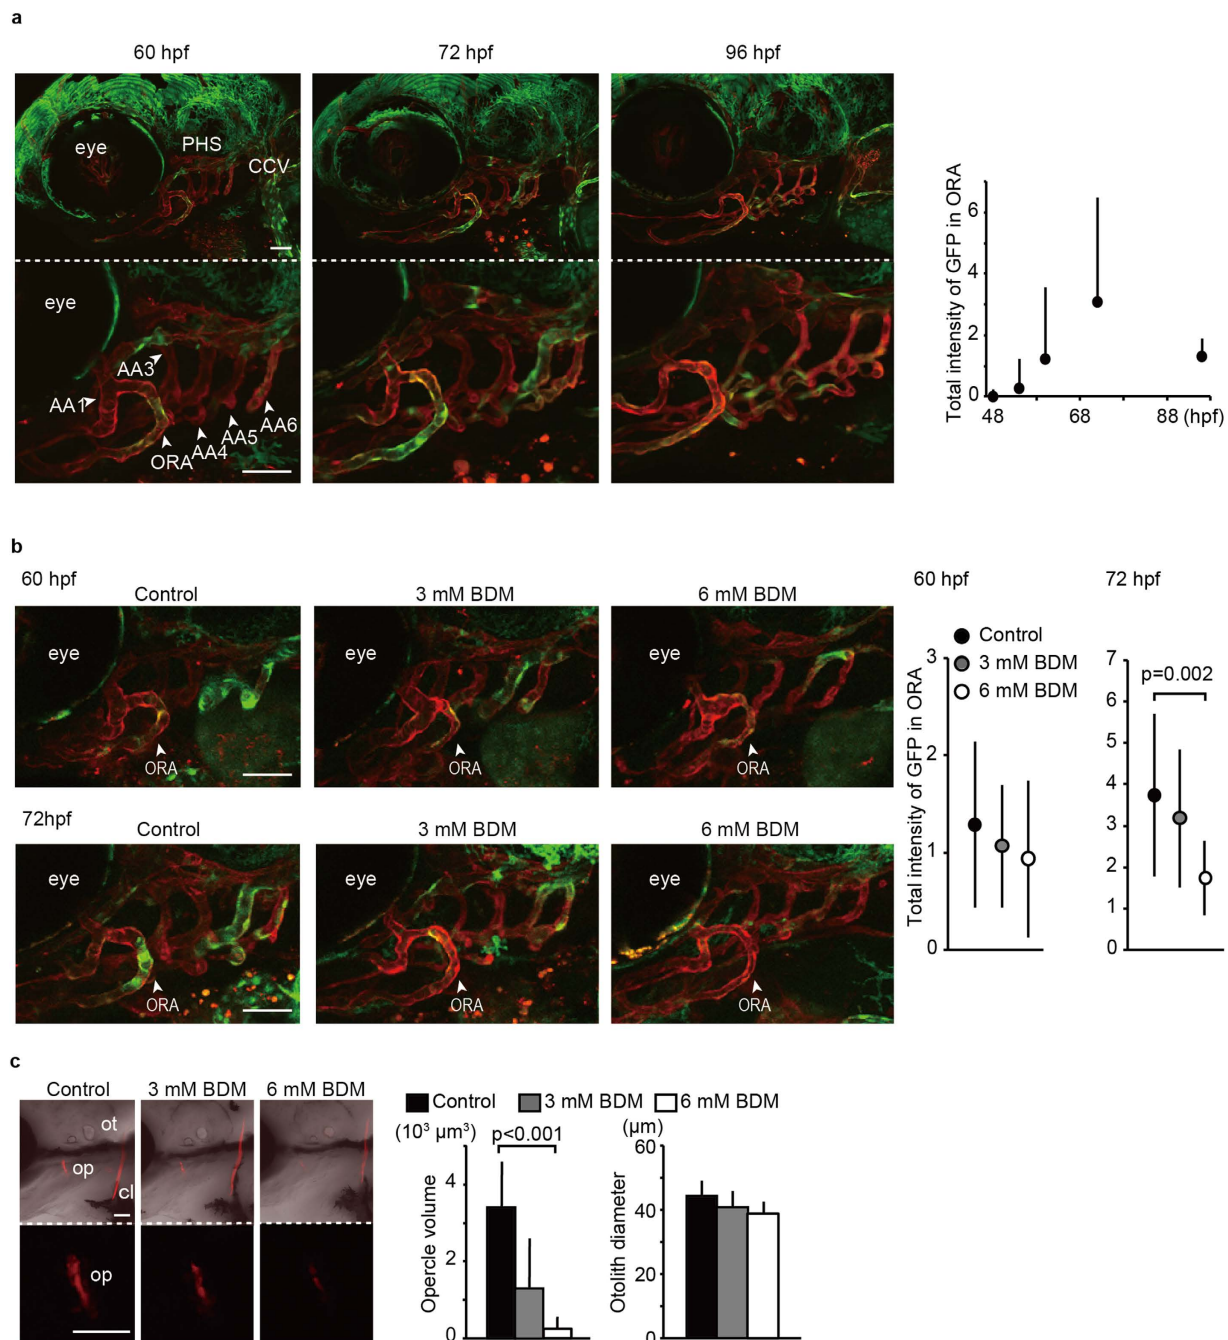 a
60 hpf
72 hpf
96 hpf
eye
PHS
CCV
eye
AA3
AA1
AA6
AA5
AA4
ORA
Total intensity of GFP in ORA
6
4
2
0
48
68
88
(hpf)
b
60 hpf
Control
3 mM BDM
6 mM BDM
eye
eye
eye
ORA
ORA
ORA
72hpf
Control
3 mM BDM
6 mM BDM
eye
eye
eye
ORA
ORA
ORA
60 hpf
72 hpf
Control
3 mM BDM
6 mM BDM
Total intensity of GFP in ORA
3
2
1
0
p=0.002
7
6
5
4
3
2
1
0
c
Control
3 mM BDM
6 mM BDM
ot
op
cl
op
Control
3 mM BDM
6 mM BDM
(10³ μm³)
p<0.001
Opercle volume
4
2
0
(μm)
Otolith diameter
60
40
20
0